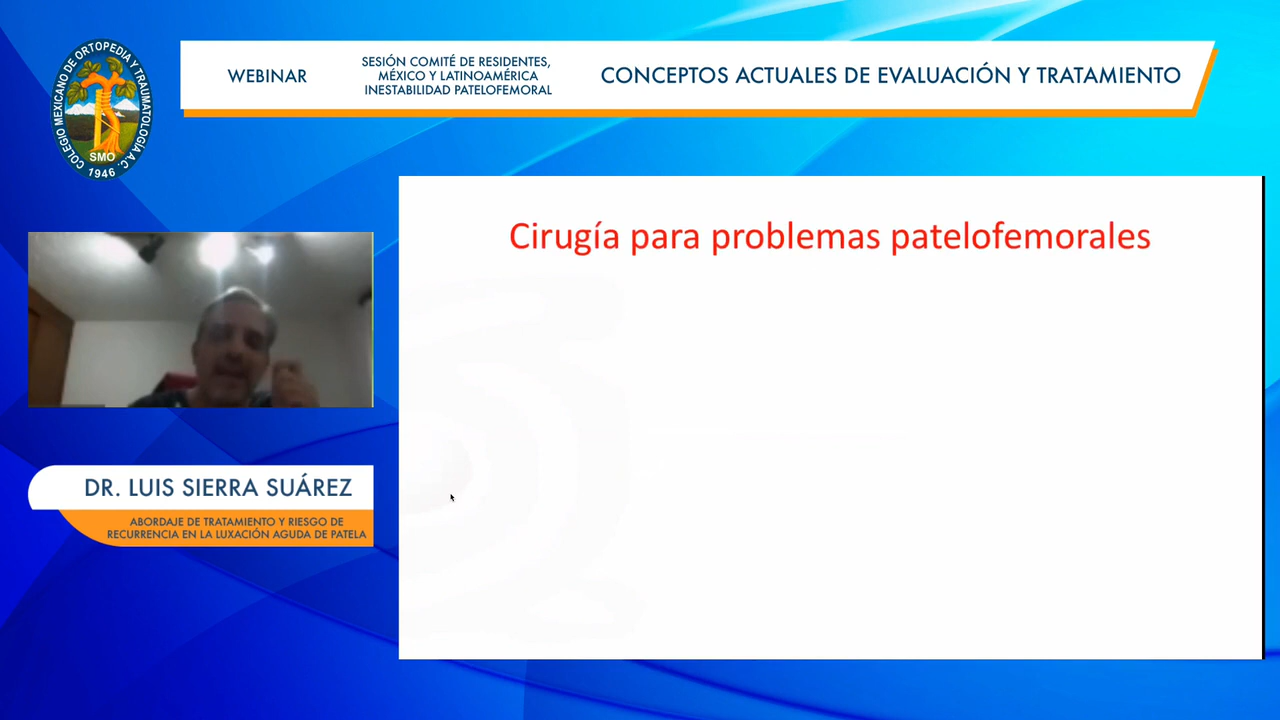 COLEGIO MEXICANO DE ORTOPEDIA Y TRAUMATOLOGIA A.C.
SMO
1946
WEBINAR
SESIÓN COMITÉ DE RESIDENTES,
MÉXICO Y LATINOAMÉRICA
INESTABILIDAD PATELOFEMORAL
CONCEPTOS ACTUALES DE EVALUACIÓN Y TRATAMIENTO
Cirugía para problemas patelofemorales
DR. LUIS SIERRA SUÁREZ
ABORDAJE DE TRATAMIENTO Y RIESGO DE
RECURRENCIA EN LA LUXACIÓN AGUDA DE PATELA